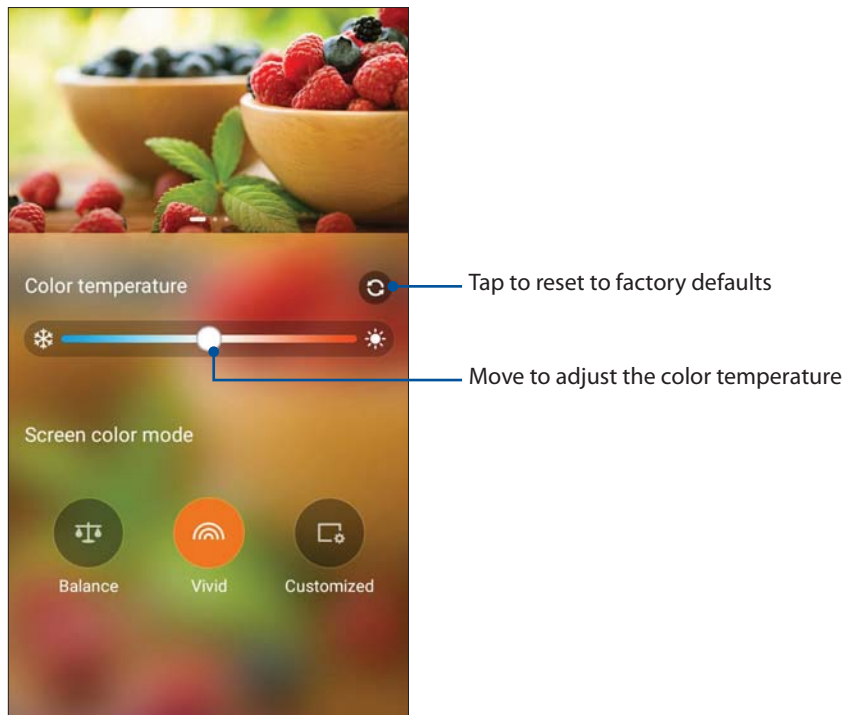 Color temperature
Tap to reset to factory defaults
Move to adjust the color temperature
Screen color mode
Balance
Vivid
Customized